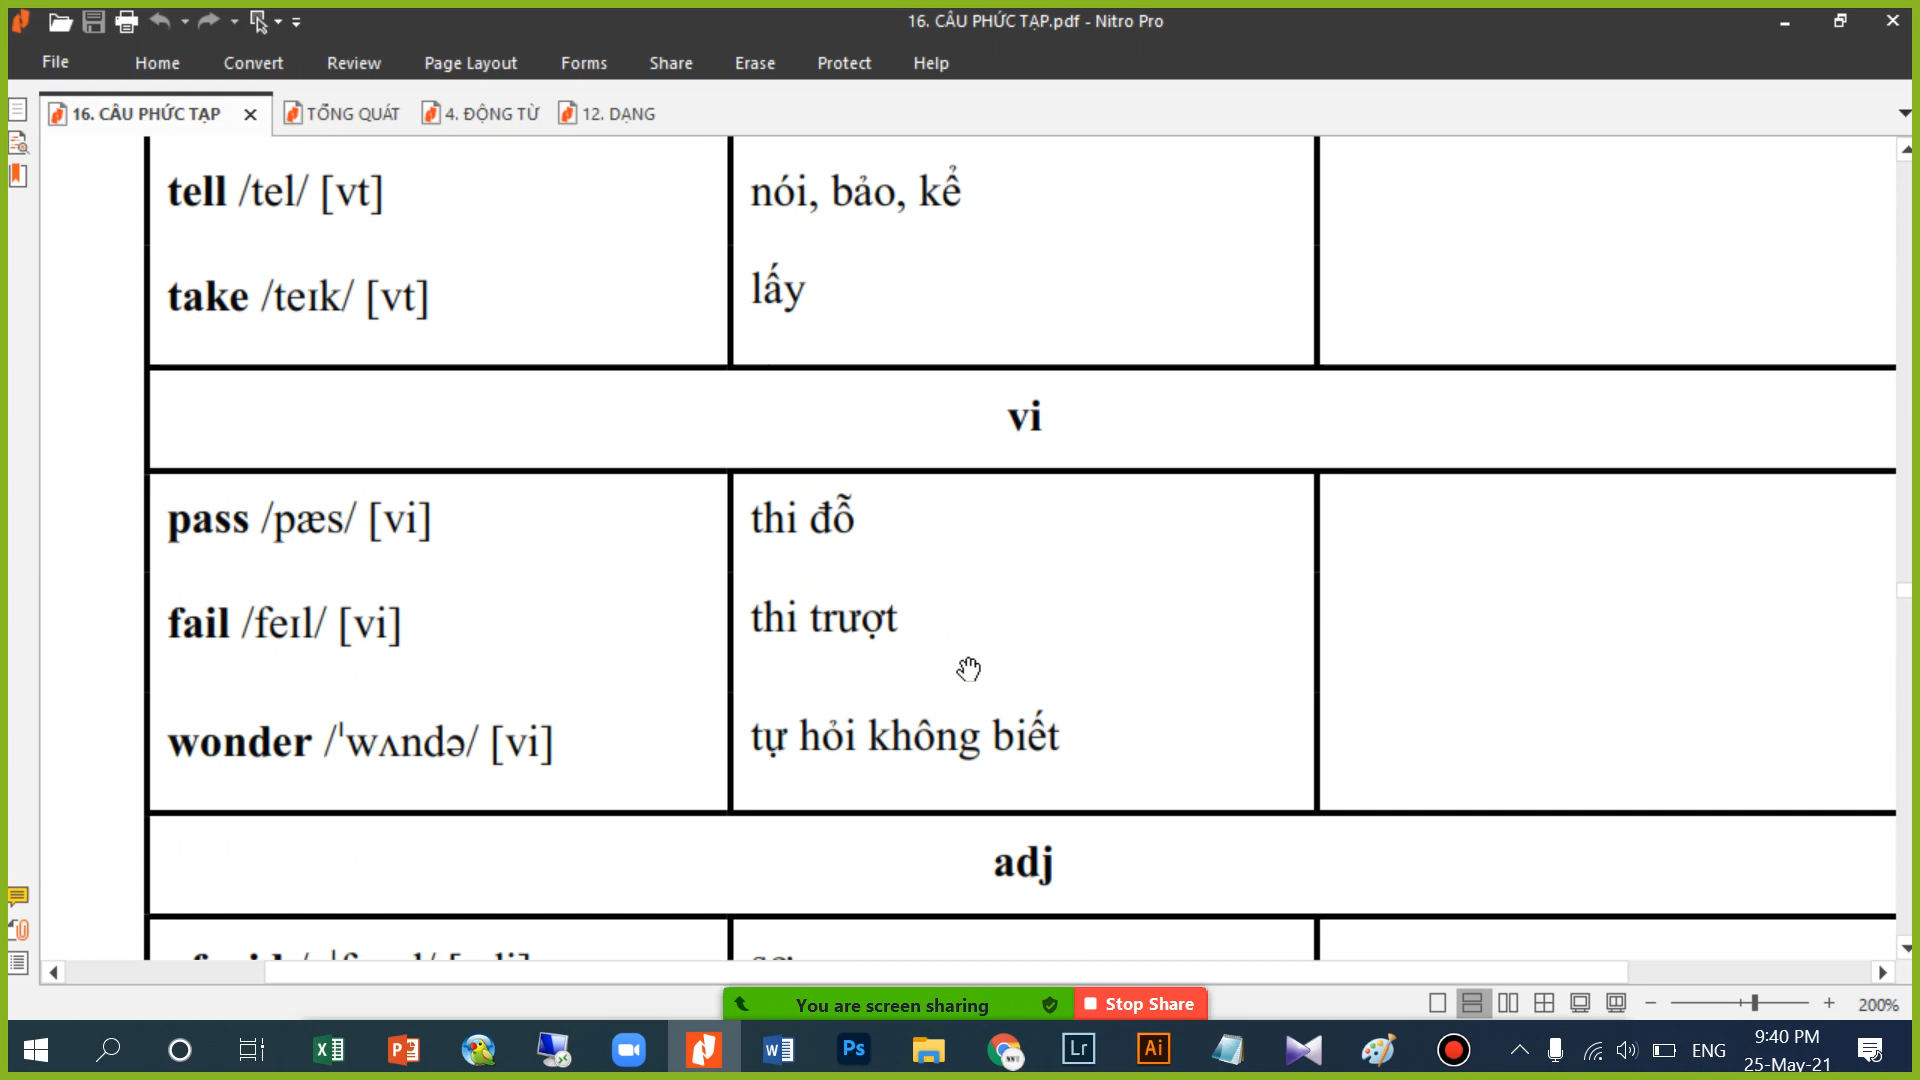 16. CÂU PHỨC TẠP.pdf - Nitro Pro
File Home Convert Review Page Layout Forms Share Erase Protect Help
16. CÂU PHỨC TẠP TỔNG QUÁT 4. ĐỘNG TỪ 12. DẠNG
tell /tel/ [vt] nói, bảo, kể
take /teɪk/ [vt] lấy
vi
pass /pæs/ [vi] thi đỗ
fail /feɪl/ [vi] thi trượt
wonder /ˈwʌndə/ [vi] tự hỏi không biết
adj
You are screen sharing Stop Share
200%
9:40 PM
ENG
25-May-21